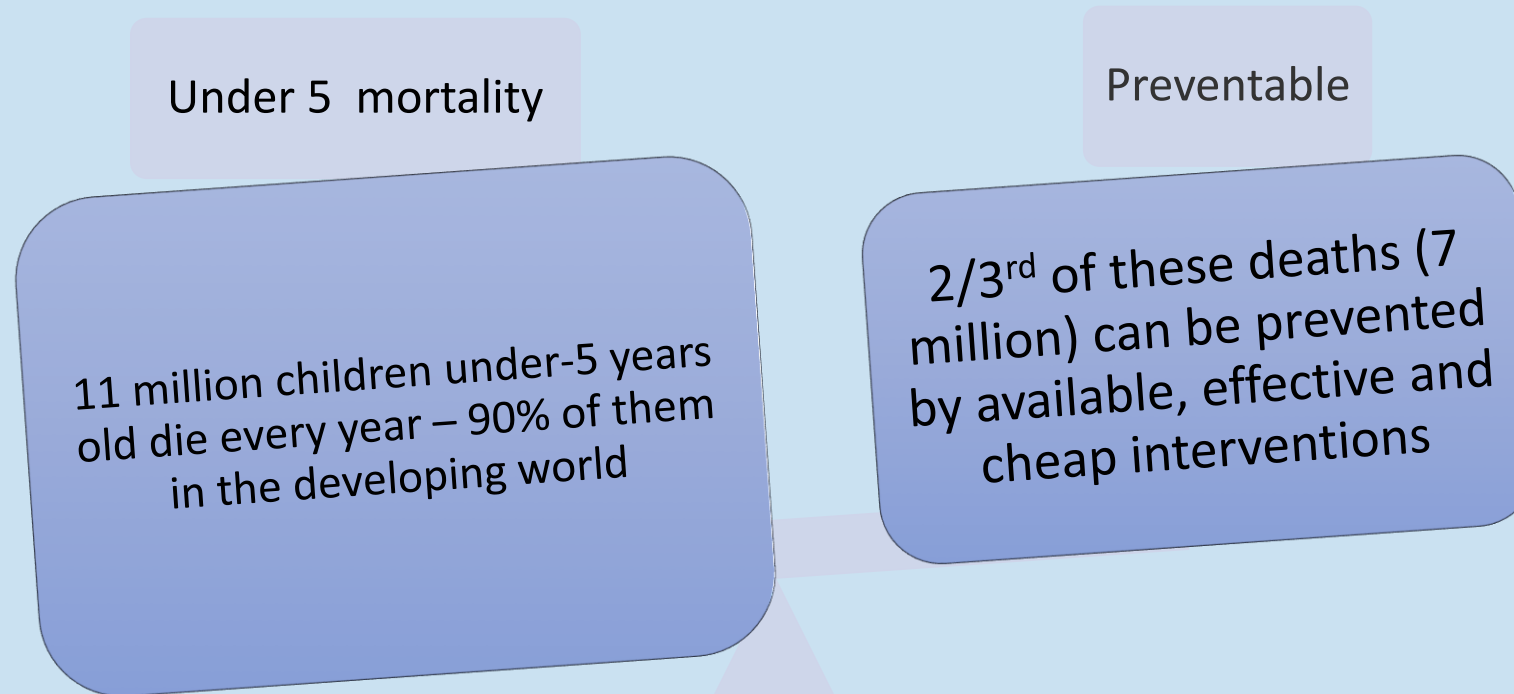 Under 5 mortality
11 million children under-5 years
old die every year – 90% of them
in the developing world
Preventable
2/3rd of these deaths (7
million) can be prevented
by available, effective and
cheap interventions